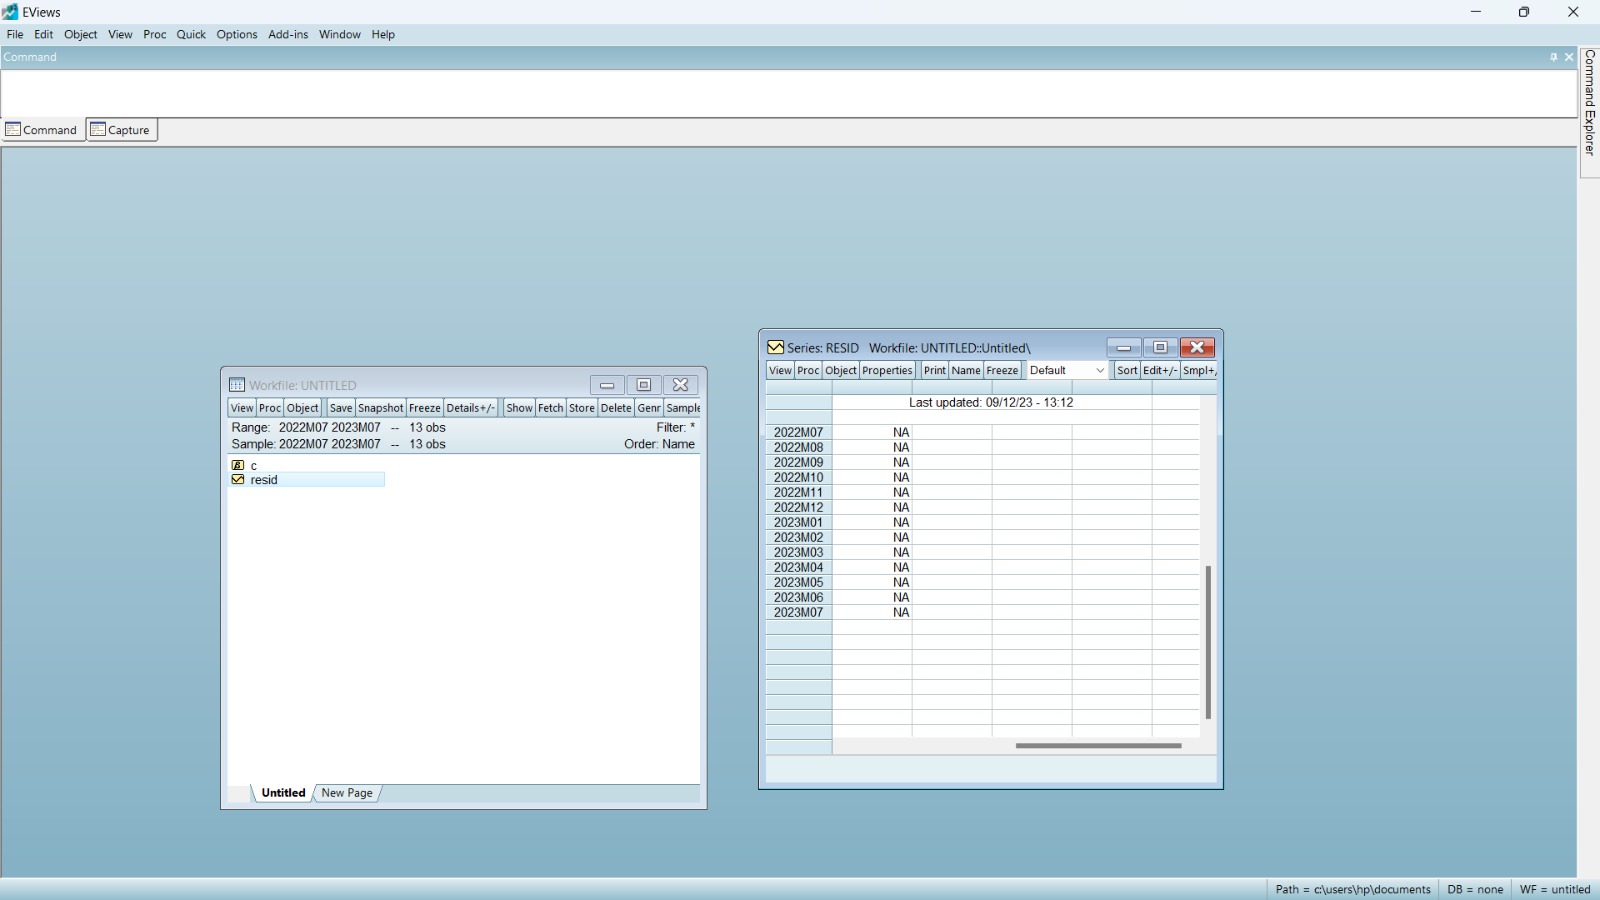 EViews
File Edit Object View Proc Quick Options Add-ins Window Help
Command
Command Capture
Command Explorer
Workfile: UNTITLED
View Proc Object Save Snapshot Freeze Details+/- Show Fetch Store Delete Genr Sample
Range: 2022M07 2023M07 -- 13 obs Filter: *
Sample: 2022M07 2023M07 -- 13 obs Order: Name
c
resid
Untitled New Page
Series: RESID Workfile: UNTITLED::Untitled\
View Proc Object Properties Print Name Freeze Default Sort Edit+/- Smpl+/
Last updated: 09/12/23 - 13:12
2022M07 NA
2022M08 NA
2022M09 NA
2022M10 NA
2022M11 NA
2022M12 NA
2023M01 NA
2023M02 NA
2023M03 NA
2023M04 NA
2023M05 NA
2023M06 NA
2023M07 NA
Path = c:\users\hp\documents DB = none WF = untitled